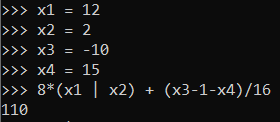 >>> x1 = 12
>>> x2 = 2
>>> x3 = -10
>>> x4 = 15
>>> 8*(x1 | x2) + (x3-1-x4)/16
110